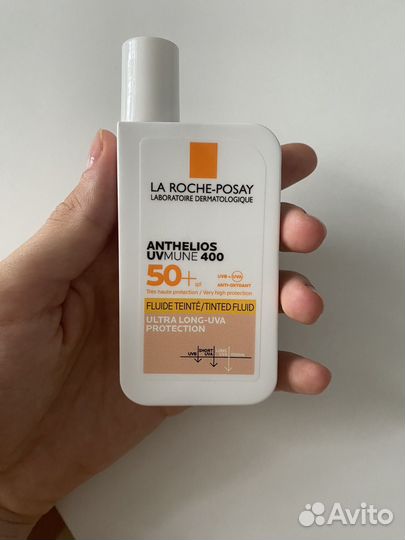 LA ROCHE-POSAY
LABORATOIRE DERMATOLOGIQUE
ANTHELIOS
UVMUNE 400
50+ spf
UVB+UVA
ANTI-OXYDANT
Très haute protection / Very high protection
FLUIDE TEINTÉ/TINTED FLUID
ULTRA LONG-UVA
PROTECTION
UVB
SHORT
UVA
LONG
Avito